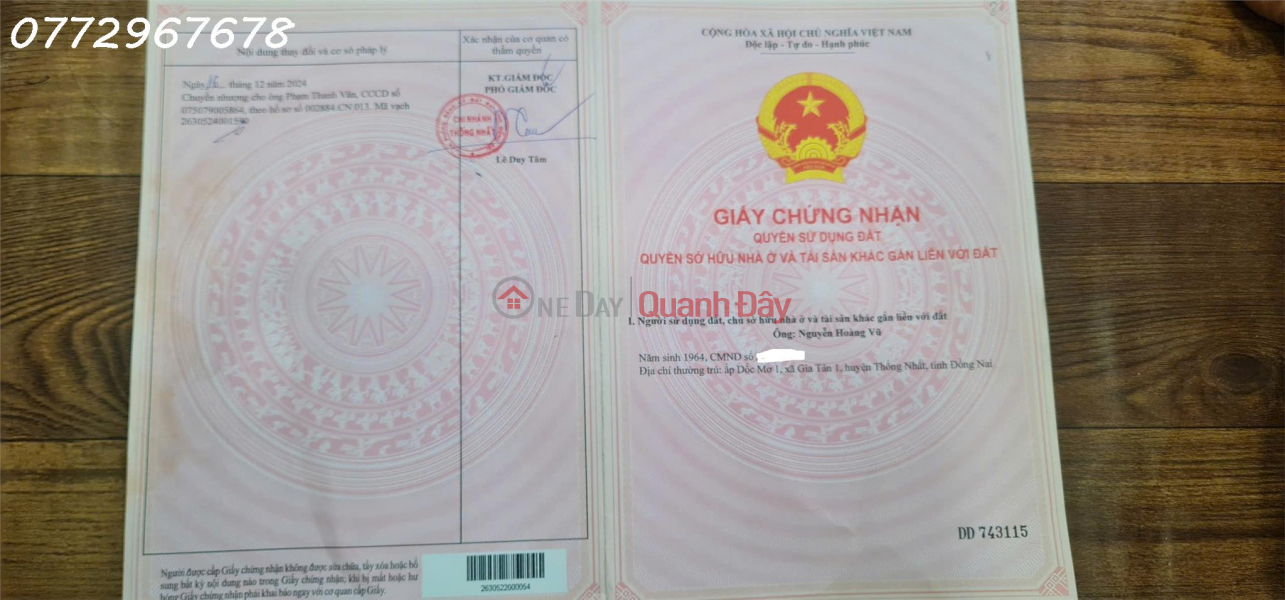 0772967678
Nội dung thay đổi và cơ sở pháp lý
Xác nhận của cơ quan có
thẩm quyền
Ngày 16 tháng 12 năm 2024
Chuyển nhượng cho ông Phạm Thanh Vân, CCCD số
075079005864, theo hồ sơ số 002884.CN.013. Mã vạch
2630524001590
KT.GIÁM ĐỐC
PHÓ GIÁM ĐỐC
CHI NHÁNH
THỐNG NHẤT
Lê Duy Tâm
Người được cấp Giấy chứng nhận không được sửa chữa, tẩy xóa hoặc
bổ sung bất kỳ nội dung nào trong Giấy chứng nhận; khi bị mất hoặc hư
hỏng Giấy chứng nhận phải khai báo ngay với cơ quan cấp Giấy.
2630522000054
CỘNG HÒA XÃ HỘI CHỦ NGHĨA VIỆT NAM
Độc lập - Tự do - Hạnh phúc
GIẤY CHỨNG NHẬN
QUYỀN SỬ DỤNG ĐẤT
QUYỀN SỞ HỮU NHÀ Ở VÀ TÀI SẢN KHÁC GẮN LIỀN VỚI ĐẤT
ONE DAY Quanh Đây
I. Người sử dụng đất, chủ sở hữu nhà ở và tài sản khác gắn liền với đất
Ông: Nguyễn Hoàng Vũ
Năm sinh 1964, CMND số
Địa chỉ thường trú: ấp Dốc Mơ 1, xã Gia Tân 1, huyện Thống Nhất, tỉnh Đồng Nai
DD 743115